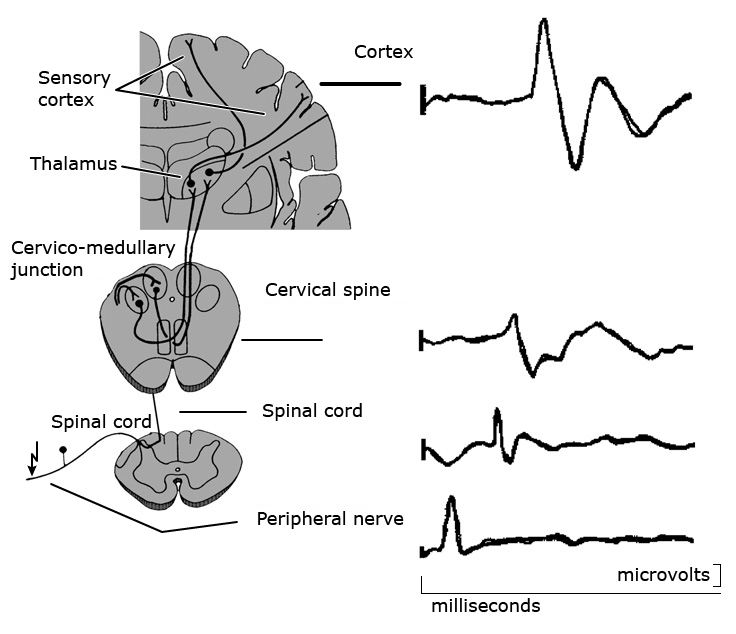 Cortex
Sensory
cortex
Thalamus
Cervico-medullary
junction
Cervical spine
Spinal cord
Spinal cord
Peripheral nerve
microvolts
milliseconds